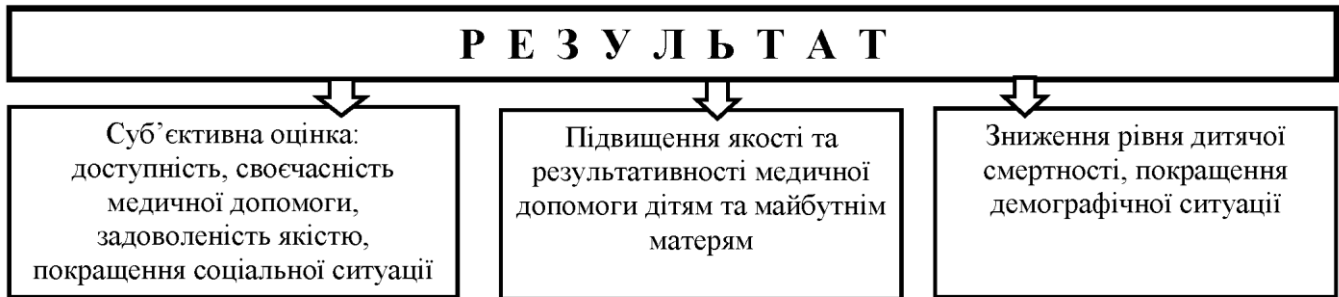 Р Е З У Л Ь Т А Т
Суб’єктивна оцінка:
доступність, своєчасність
медичної допомоги,
задоволеність якістю,
покращення соціальної ситуації
Підвищення якості та
результативності медичної
допомоги дітям та майбутнім
матерям
Зниження рівня дитячої
смертності, покращення
демографічної ситуації